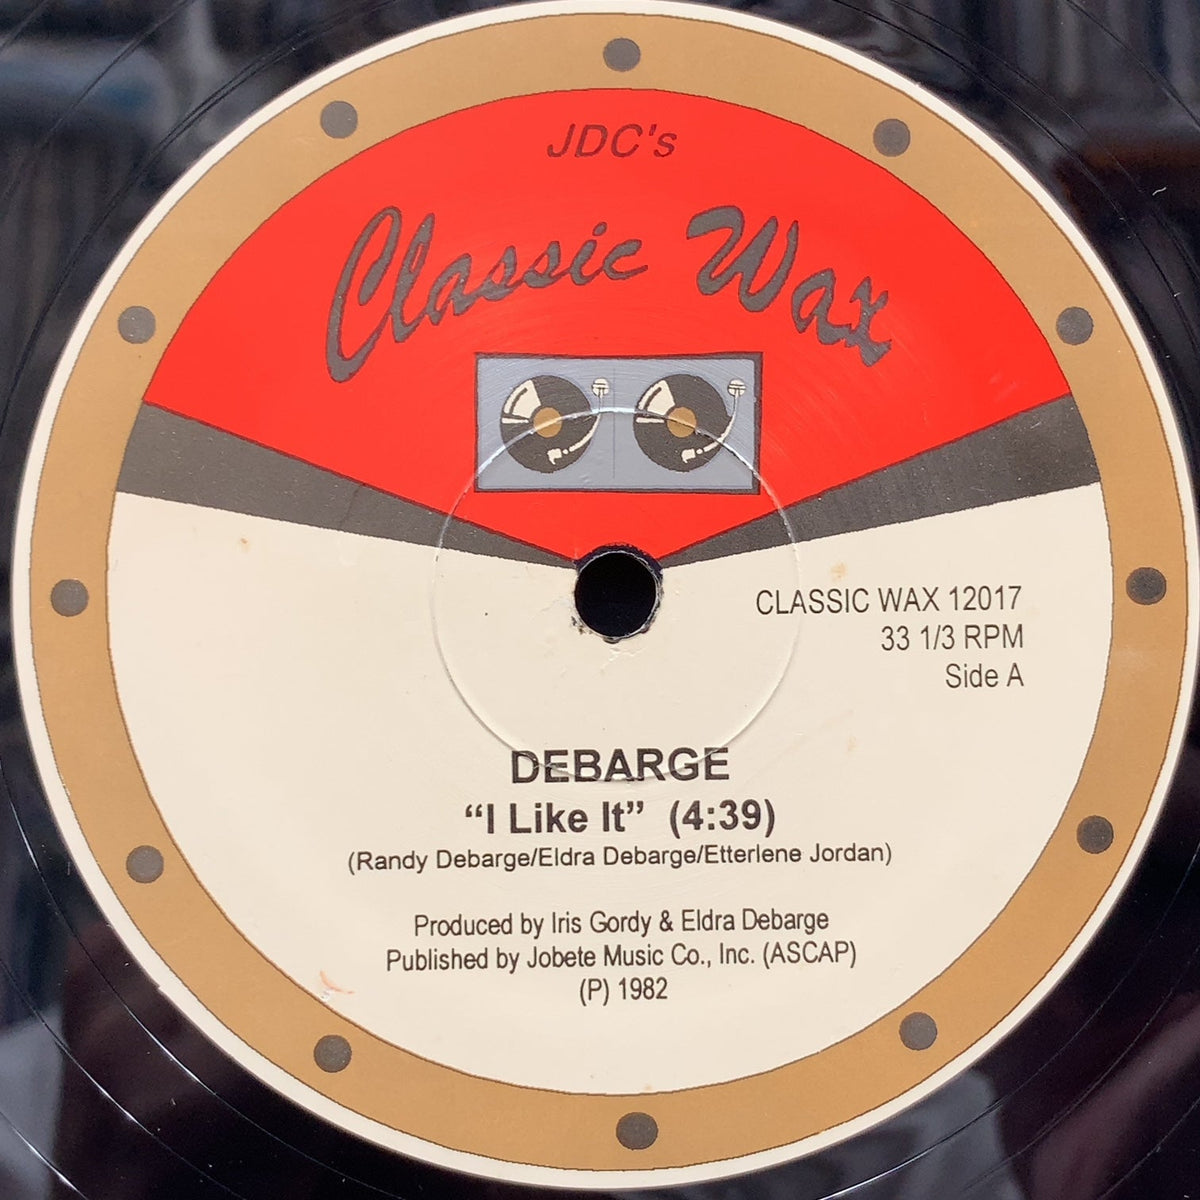 JDC's
Classic Wax
CLASSIC WAX 12017
33 1/3 RPM
Side A
DEBARGE
“I Like It” (4:39)
(Randy Debarge/Eldra Debarge/Etterlene Jordan)
Produced by Iris Gordy & Eldra Debarge
Published by Jobete Music Co., Inc. (ASCAP)
(P) 1982